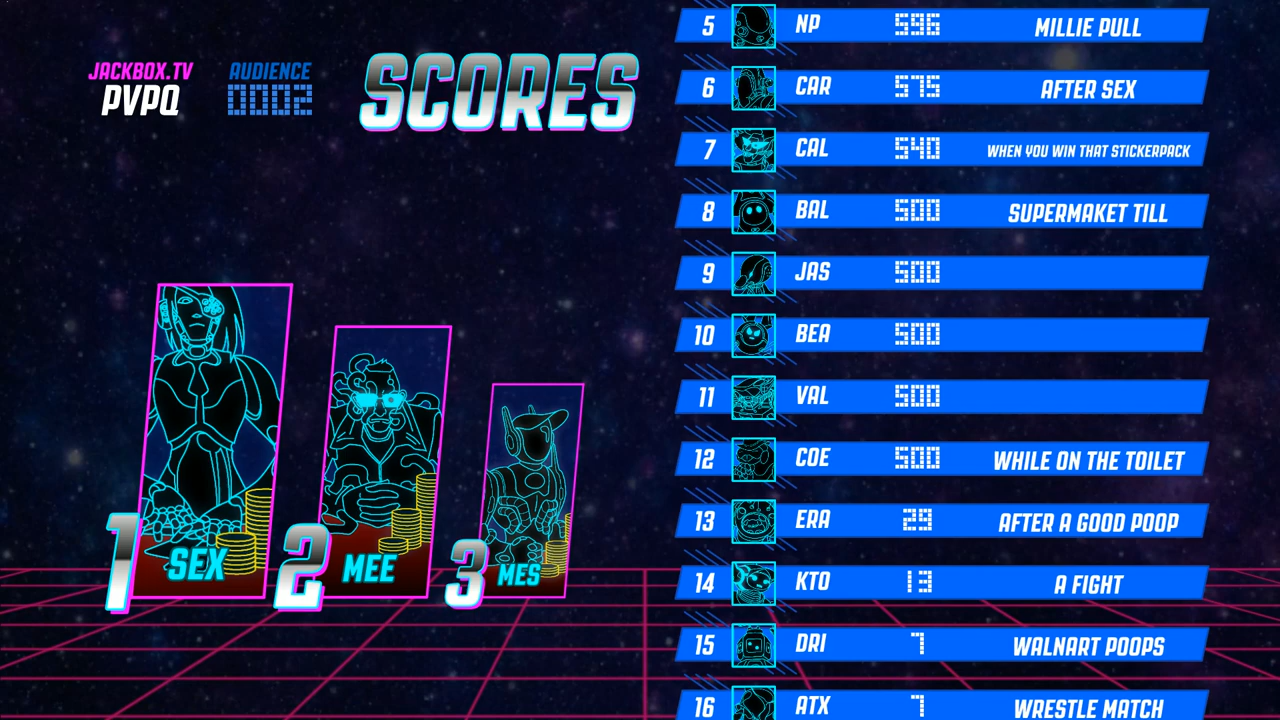 JACKBOX.TV
PVPQ
AUDIENCE
0002
SCORES
1 SEX
2 MEE
3 MES
5 NP 596 MILLIE PULL
6 CAR 575 AFTER SEX
7 CAL 540 WHEN YOU WIN THAT STICKERPACK
8 BAL 500 SUPERMAKET TILL
9 JAS 500
10 BEA 500
11 VAL 500
12 COE 500 WHILE ON THE TOILET
13 ERA 29 AFTER A GOOD POOP
14 KTO 13 A FIGHT
15 DRI 7 WALNART POOPS
16 ATX 7 WRESTLE MATCH